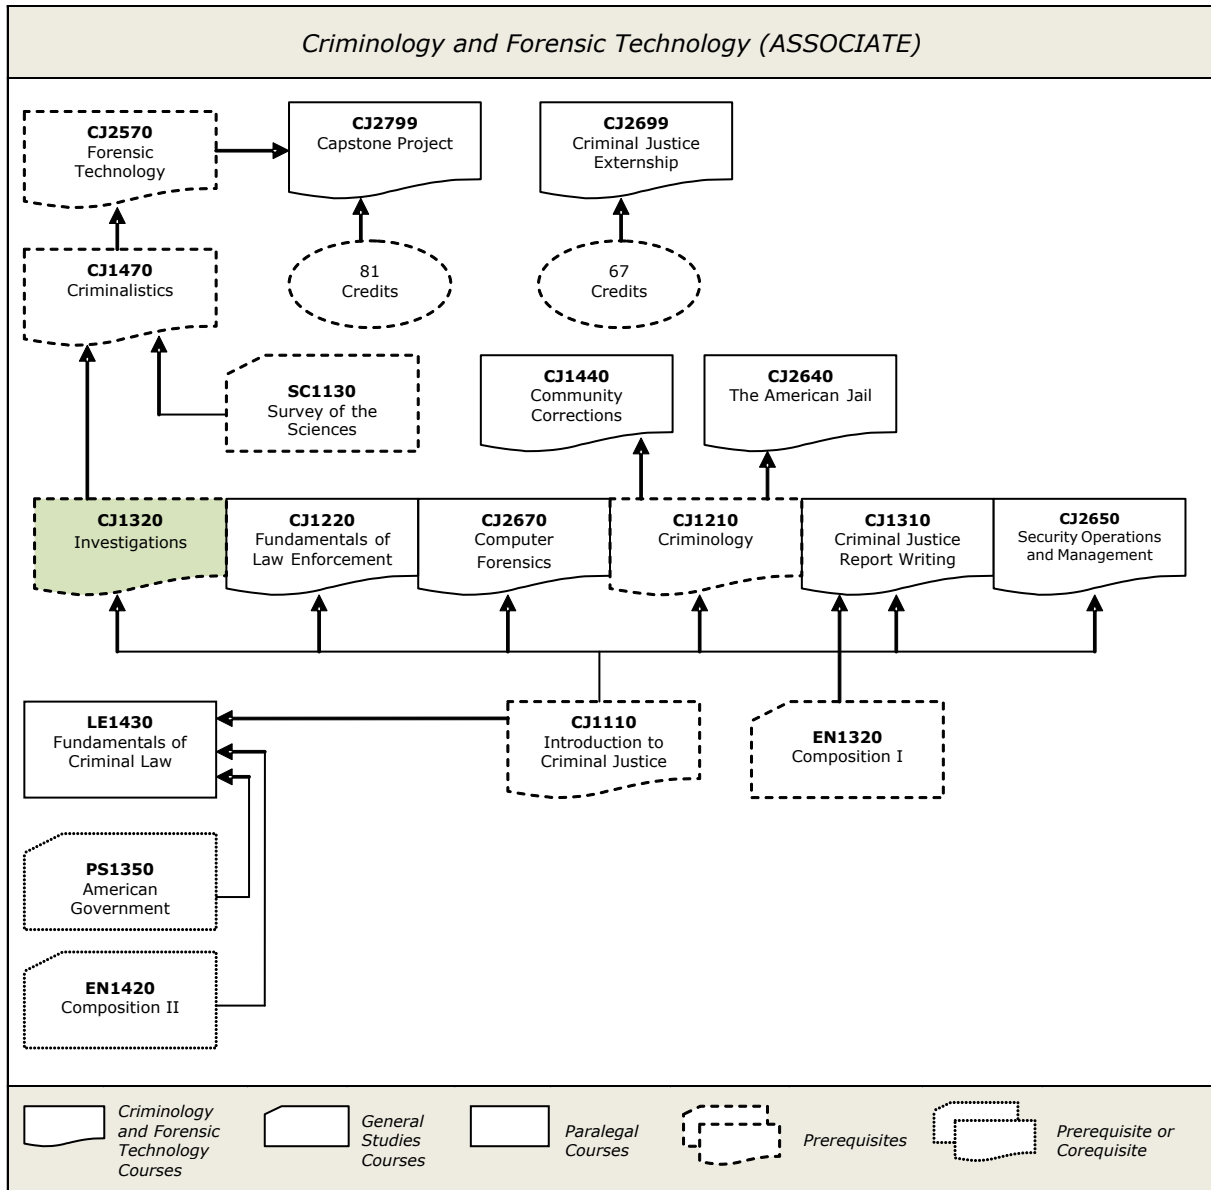 Criminology and Forensic Technology (ASSOCIATE)
CJ2570
Forensic
Technology
CJ2799
Capstone Project
CJ2699
Criminal Justice
Externship
CJ1470
Criminalistics
81
Credits
67
Credits
SC1130
Survey of the
Sciences
CJ1440
Community
Corrections
CJ2640
The American Jail
CJ1320
Investigations
CJ1220
Fundamentals of
Law Enforcement
CJ2670
Computer
Forensics
CJ1210
Criminology
CJ1310
Criminal Justice
Report Writing
CJ2650
Security Operations
and Management
LE1430
Fundamentals of
Criminal Law
CJ1110
Introduction to
Criminal Justice
EN1320
Composition I
PS1350
American
Government
EN1420
Composition II
Criminology
and Forensic
Technology
Courses
General
Studies
Courses
Paralegal
Courses
Prerequisites
Prerequisite or
Corequisite